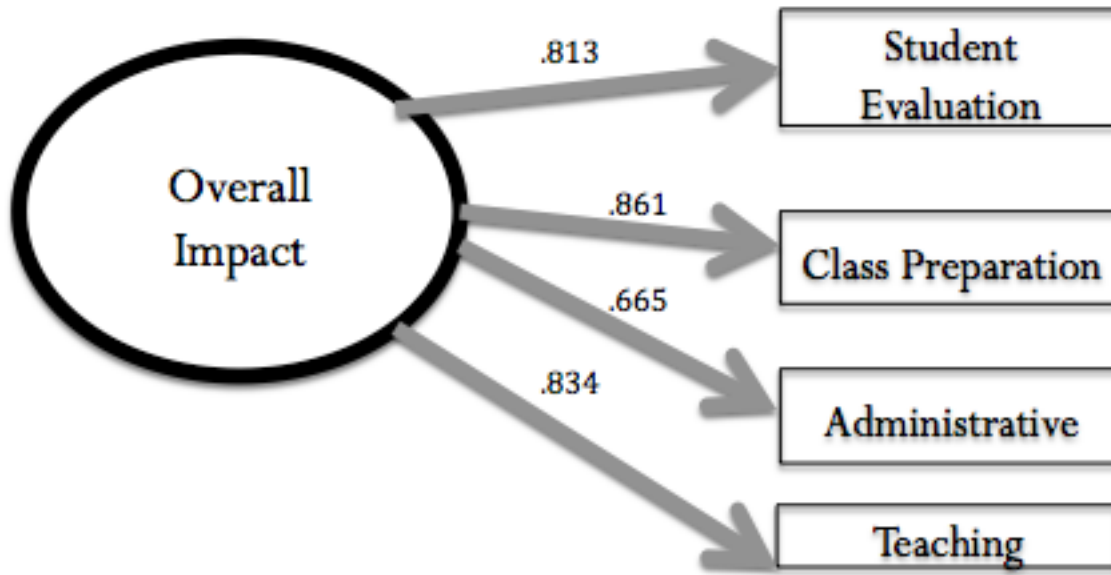 .813
Student
Evaluation
Overall
Impact
.861
Class Preparation
.665
Administrative
.834
Teaching